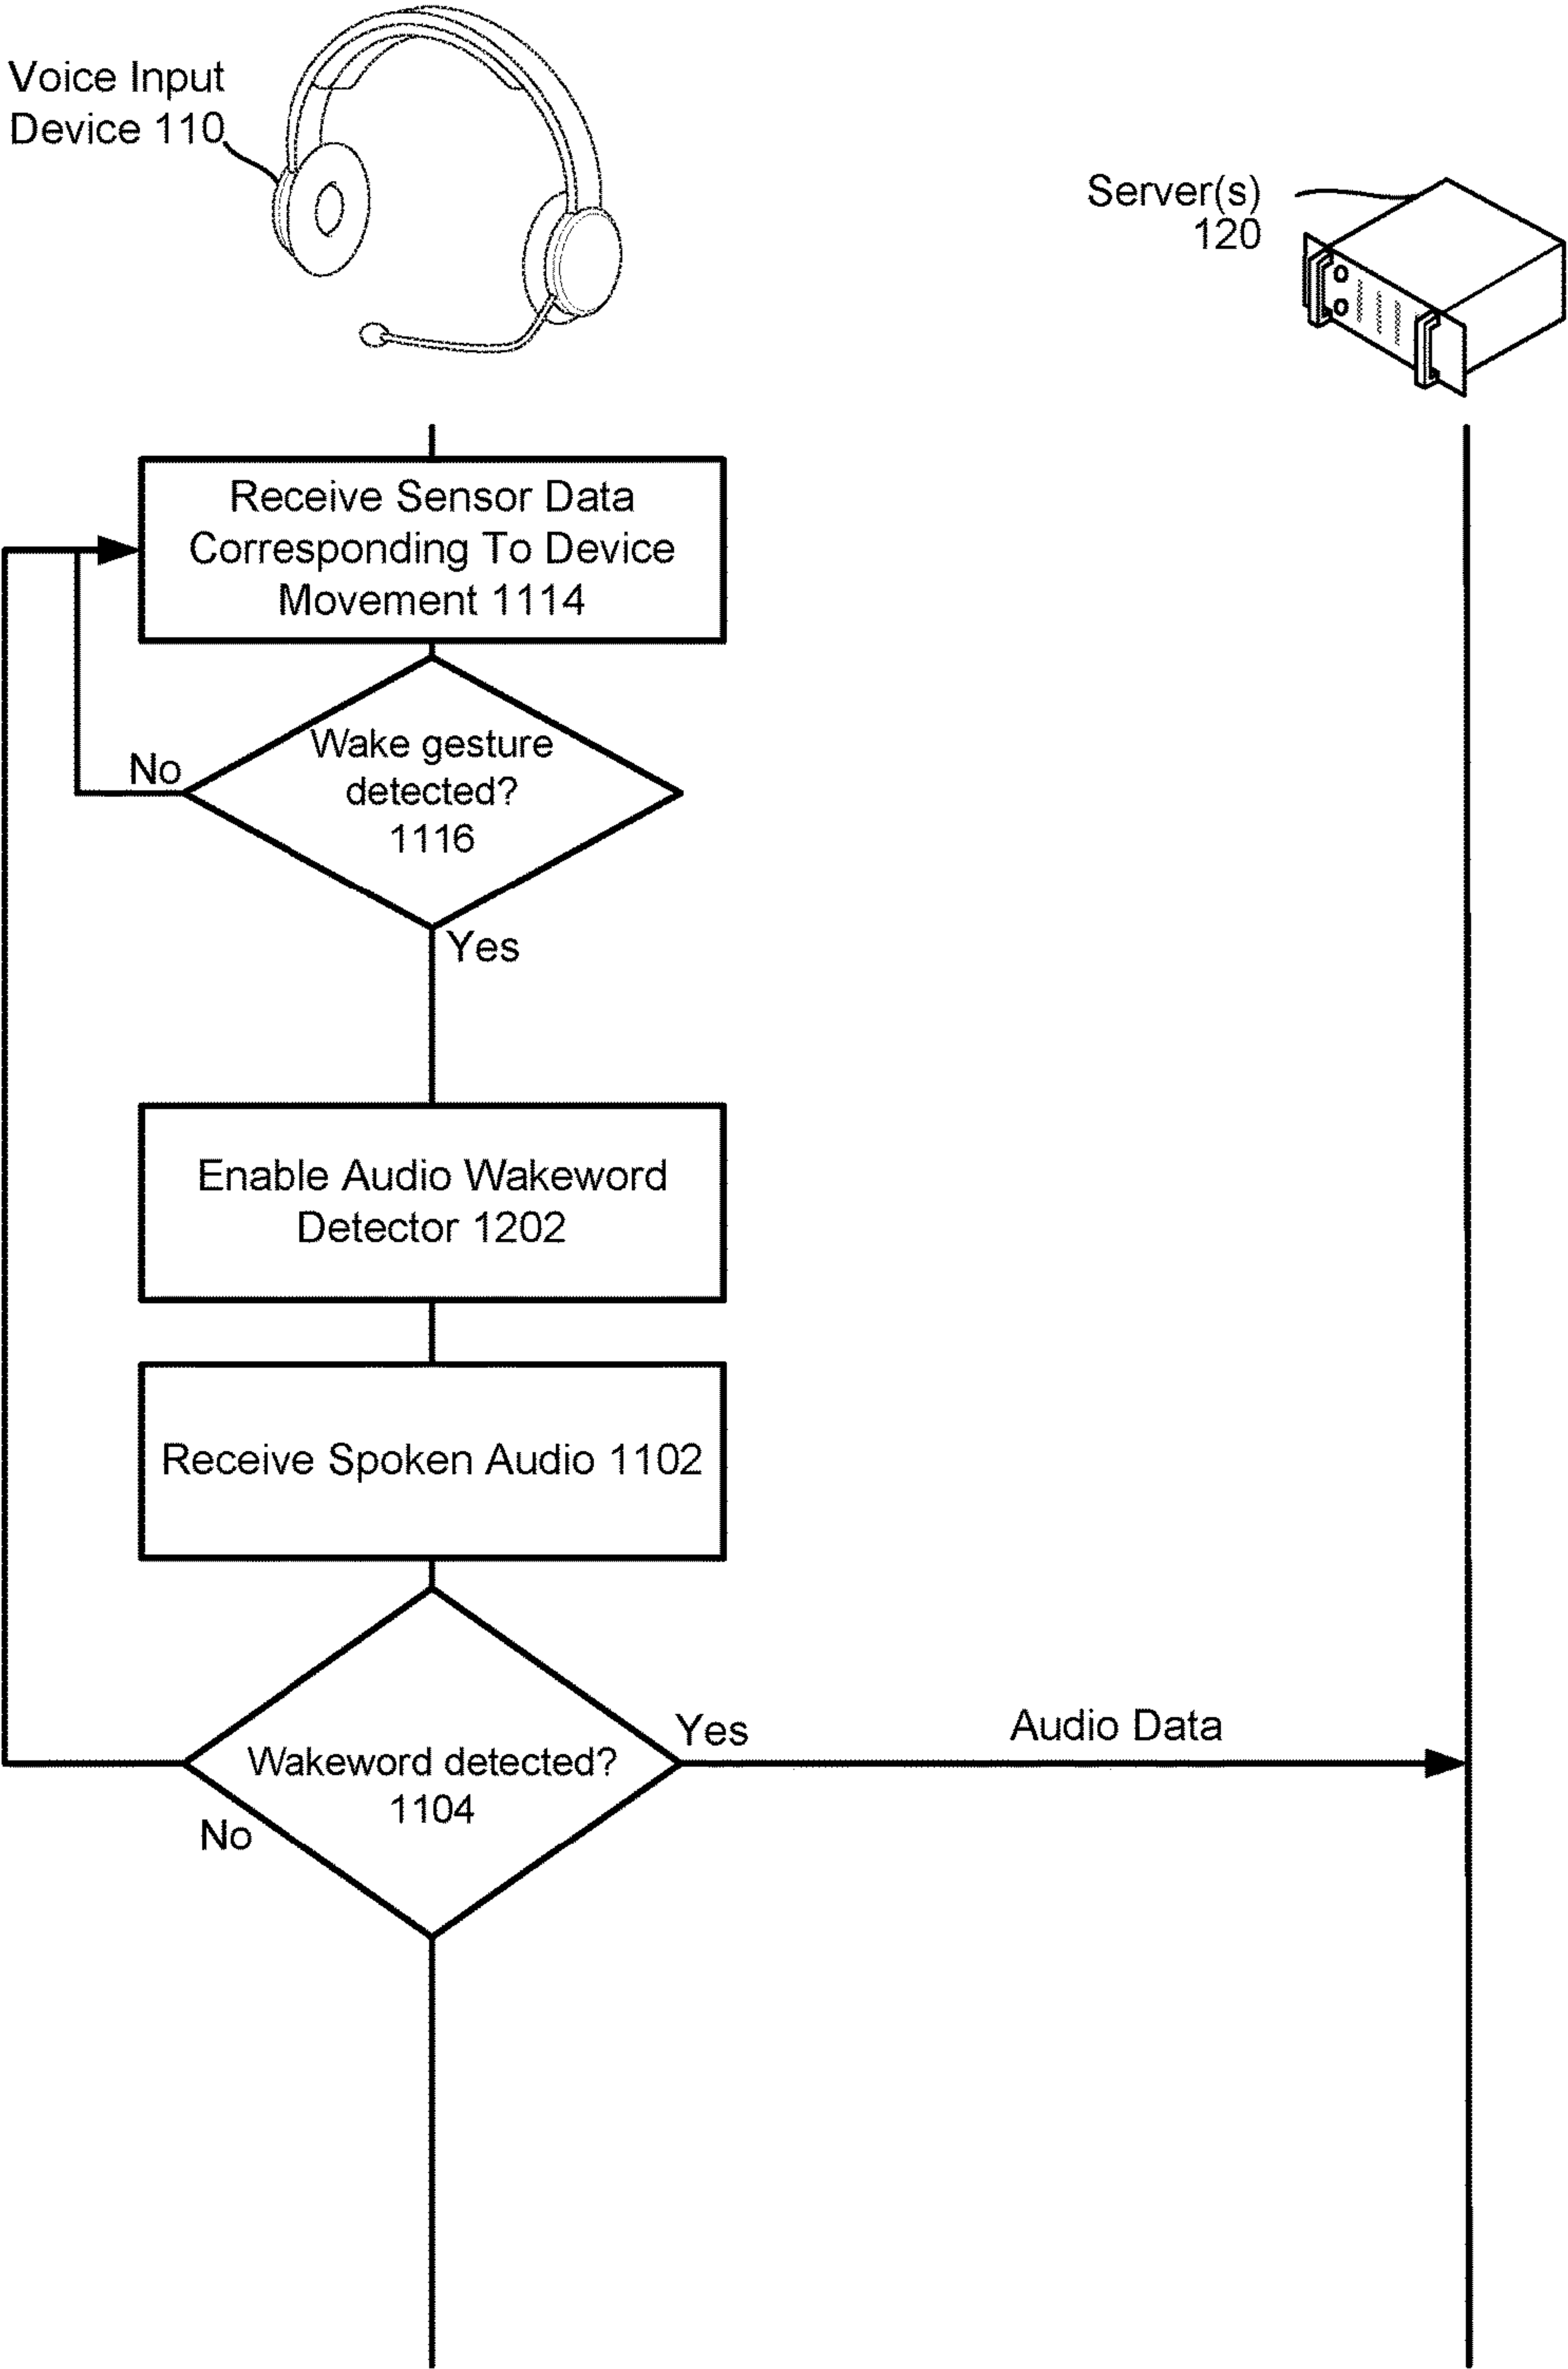 Voice Input
Device 110
Server(s)
120
Receive Sensor Data
Corresponding To Device
Movement 1114
Wake gesture
detected?
1116
No
Yes
Enable Audio Wakeword
Detector 1202
Receive Spoken Audio 1102
Yes
Audio Data
Wakeword detected?
1104
No